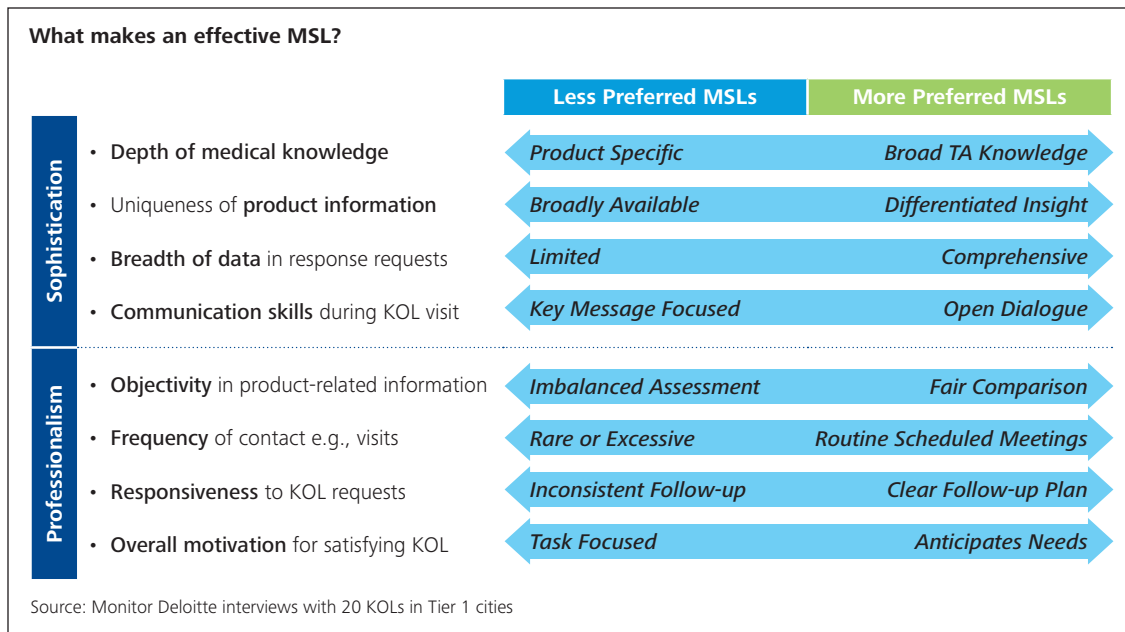 What makes an effective MSL?
Less Preferred MSLs More Preferred MSLs
Sophistication
• Depth of medical knowledge Product Specific Broad TA Knowledge
• Uniqueness of product information Broadly Available Differentiated Insight
• Breadth of data in response requests Limited Comprehensive
• Communication skills during KOL visit Key Message Focused Open Dialogue
Professionalism
• Objectivity in product-related information Imbalanced Assessment Fair Comparison
• Frequency of contact e.g., visits Rare or Excessive Routine Scheduled Meetings
• Responsiveness to KOL requests Inconsistent Follow-up Clear Follow-up Plan
• Overall motivation for satisfying KOL Task Focused Anticipates Needs
Source: Monitor Deloitte interviews with 20 KOLs in Tier 1 cities